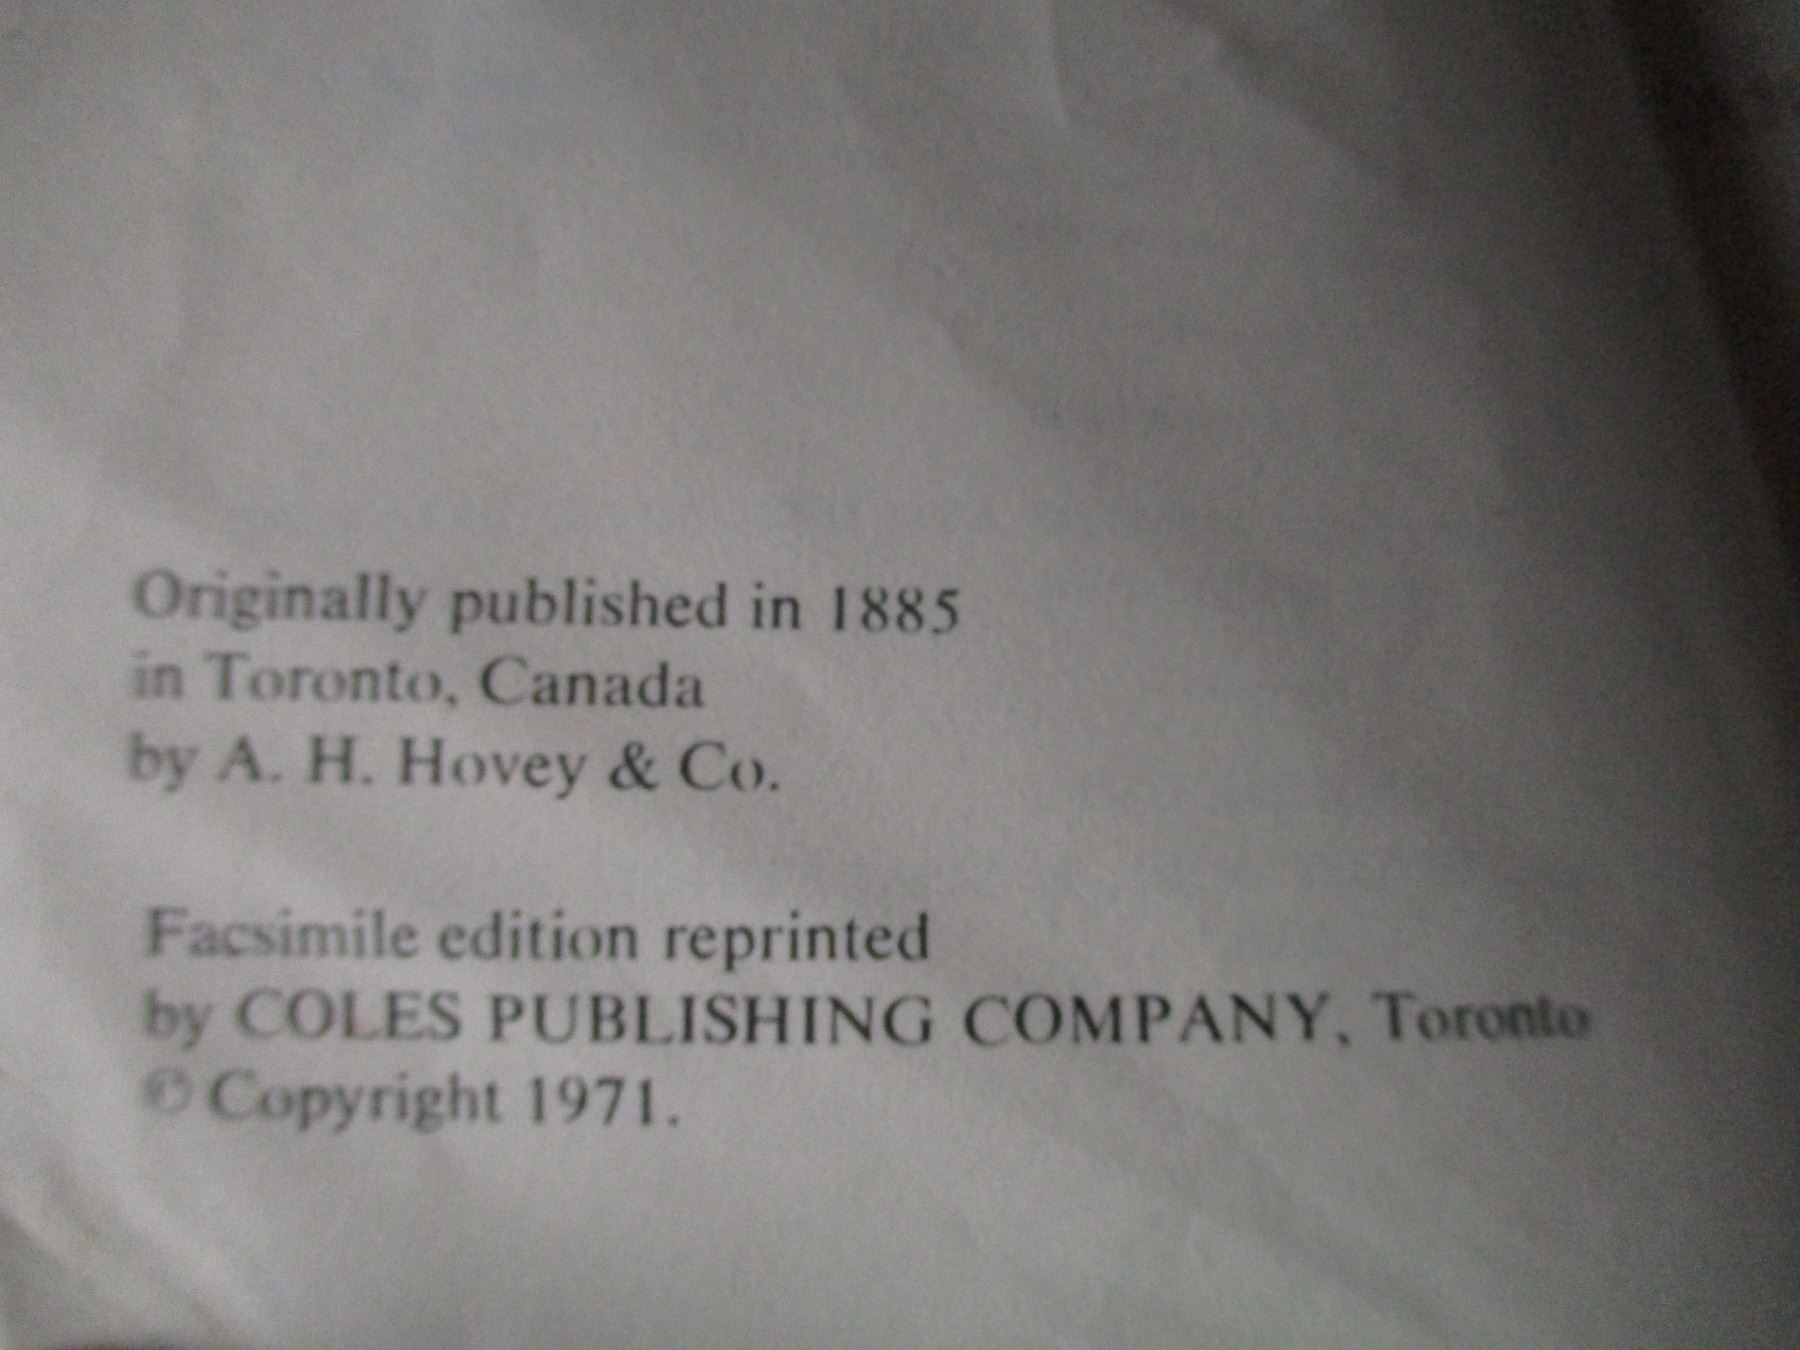 Originally published in 1885
in Toronto, Canada
by A. H. Hovey & Co.
Facsimile edition reprinted
by COLES PUBLISHING COMPANY, Toronto
© Copyright 1971.